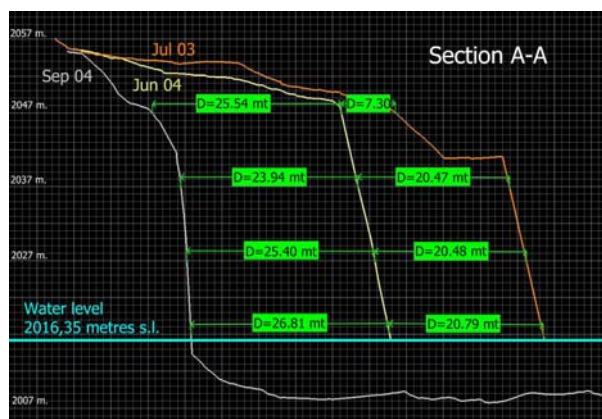 2057 m.
Jul 03
Section A-A
Sep 04
Jun 04
2047 m.
D=25.54 mt
D=7.30
2037 m.
D=23.94 mt
D=20.47 mt
2027 m.
D=25.40 mt
D=20.48 mt
Water level
2016,35 metres s.l.
D=26.81 mt
D=20.79 mt
2007 m.